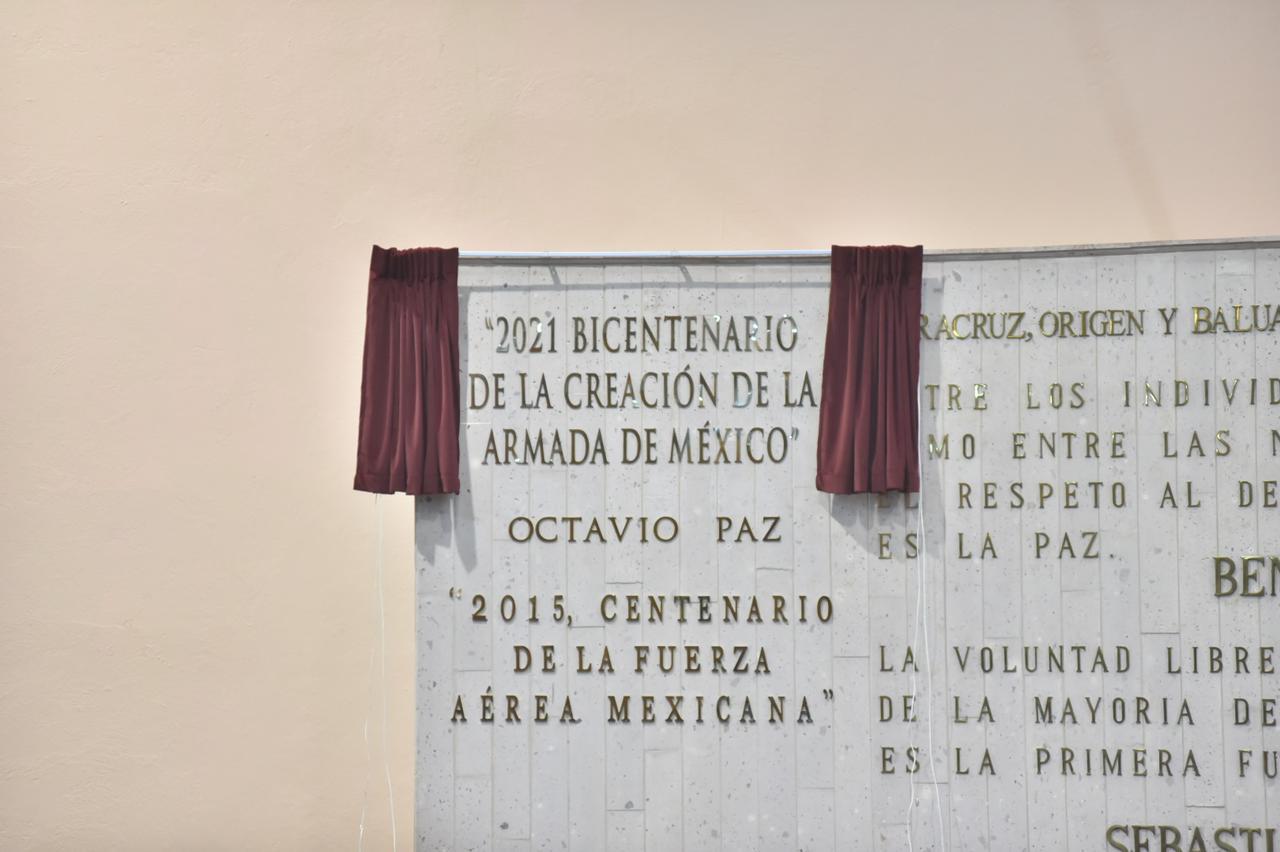 "2021 BICENTENARIO
DE LA CREACIÓN DE LA
ARMADA DE MÉXICO"
OCTAVIO PAZ
"2015, CENTENARIO
DE LA FUERZA
AÉREA MEXICANA"
RACRUZ, ORIGEN Y BALUA
TRE LOS INDIVID
MO ENTRE LAS N
EL RESPETO AL DE
ES LA PAZ.
BEN
LA VOLUNTAD LIBRE
DE LA MAYORIA DE
ES LA PRIMERA FU
SEBASTI